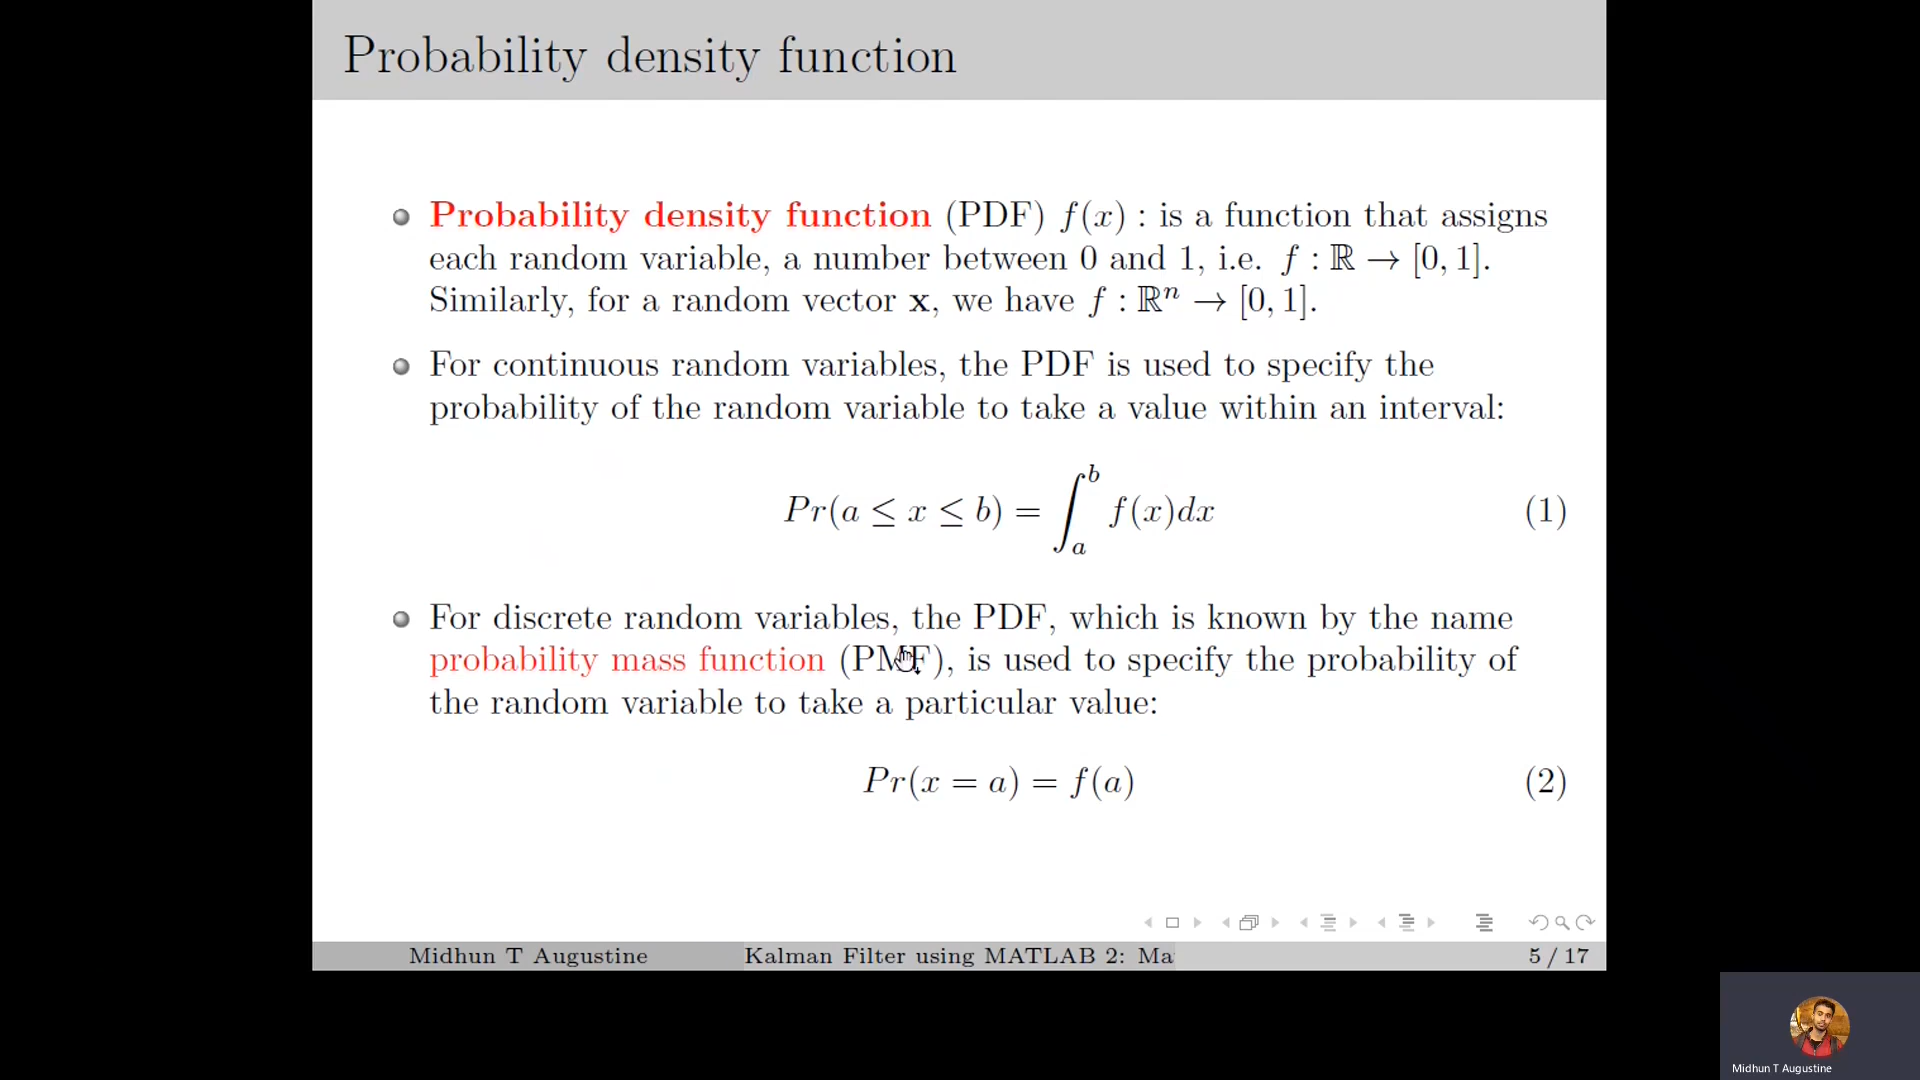 Probability density function
Probability density function (PDF) f(x) : is a function that assigns
each random variable, a number between 0 and 1, i.e. f : ℝ → [0, 1].
Similarly, for a random vector x, we have f : ℝⁿ → [0, 1].
For continuous random variables, the PDF is used to specify the
probability of the random variable to take a value within an interval:
Pr(a ≤ x ≤ b) = ∫ₐᵇ f(x)dx (1)
For discrete random variables, the PDF, which is known by the name
probability mass function (PMF), is used to specify the probability of
the random variable to take a particular value:
Pr(x = a) = f(a) (2)
Midhun T Augustine Kalman Filter using MATLAB 2: Ma 5 / 17
Midhun T Augustine